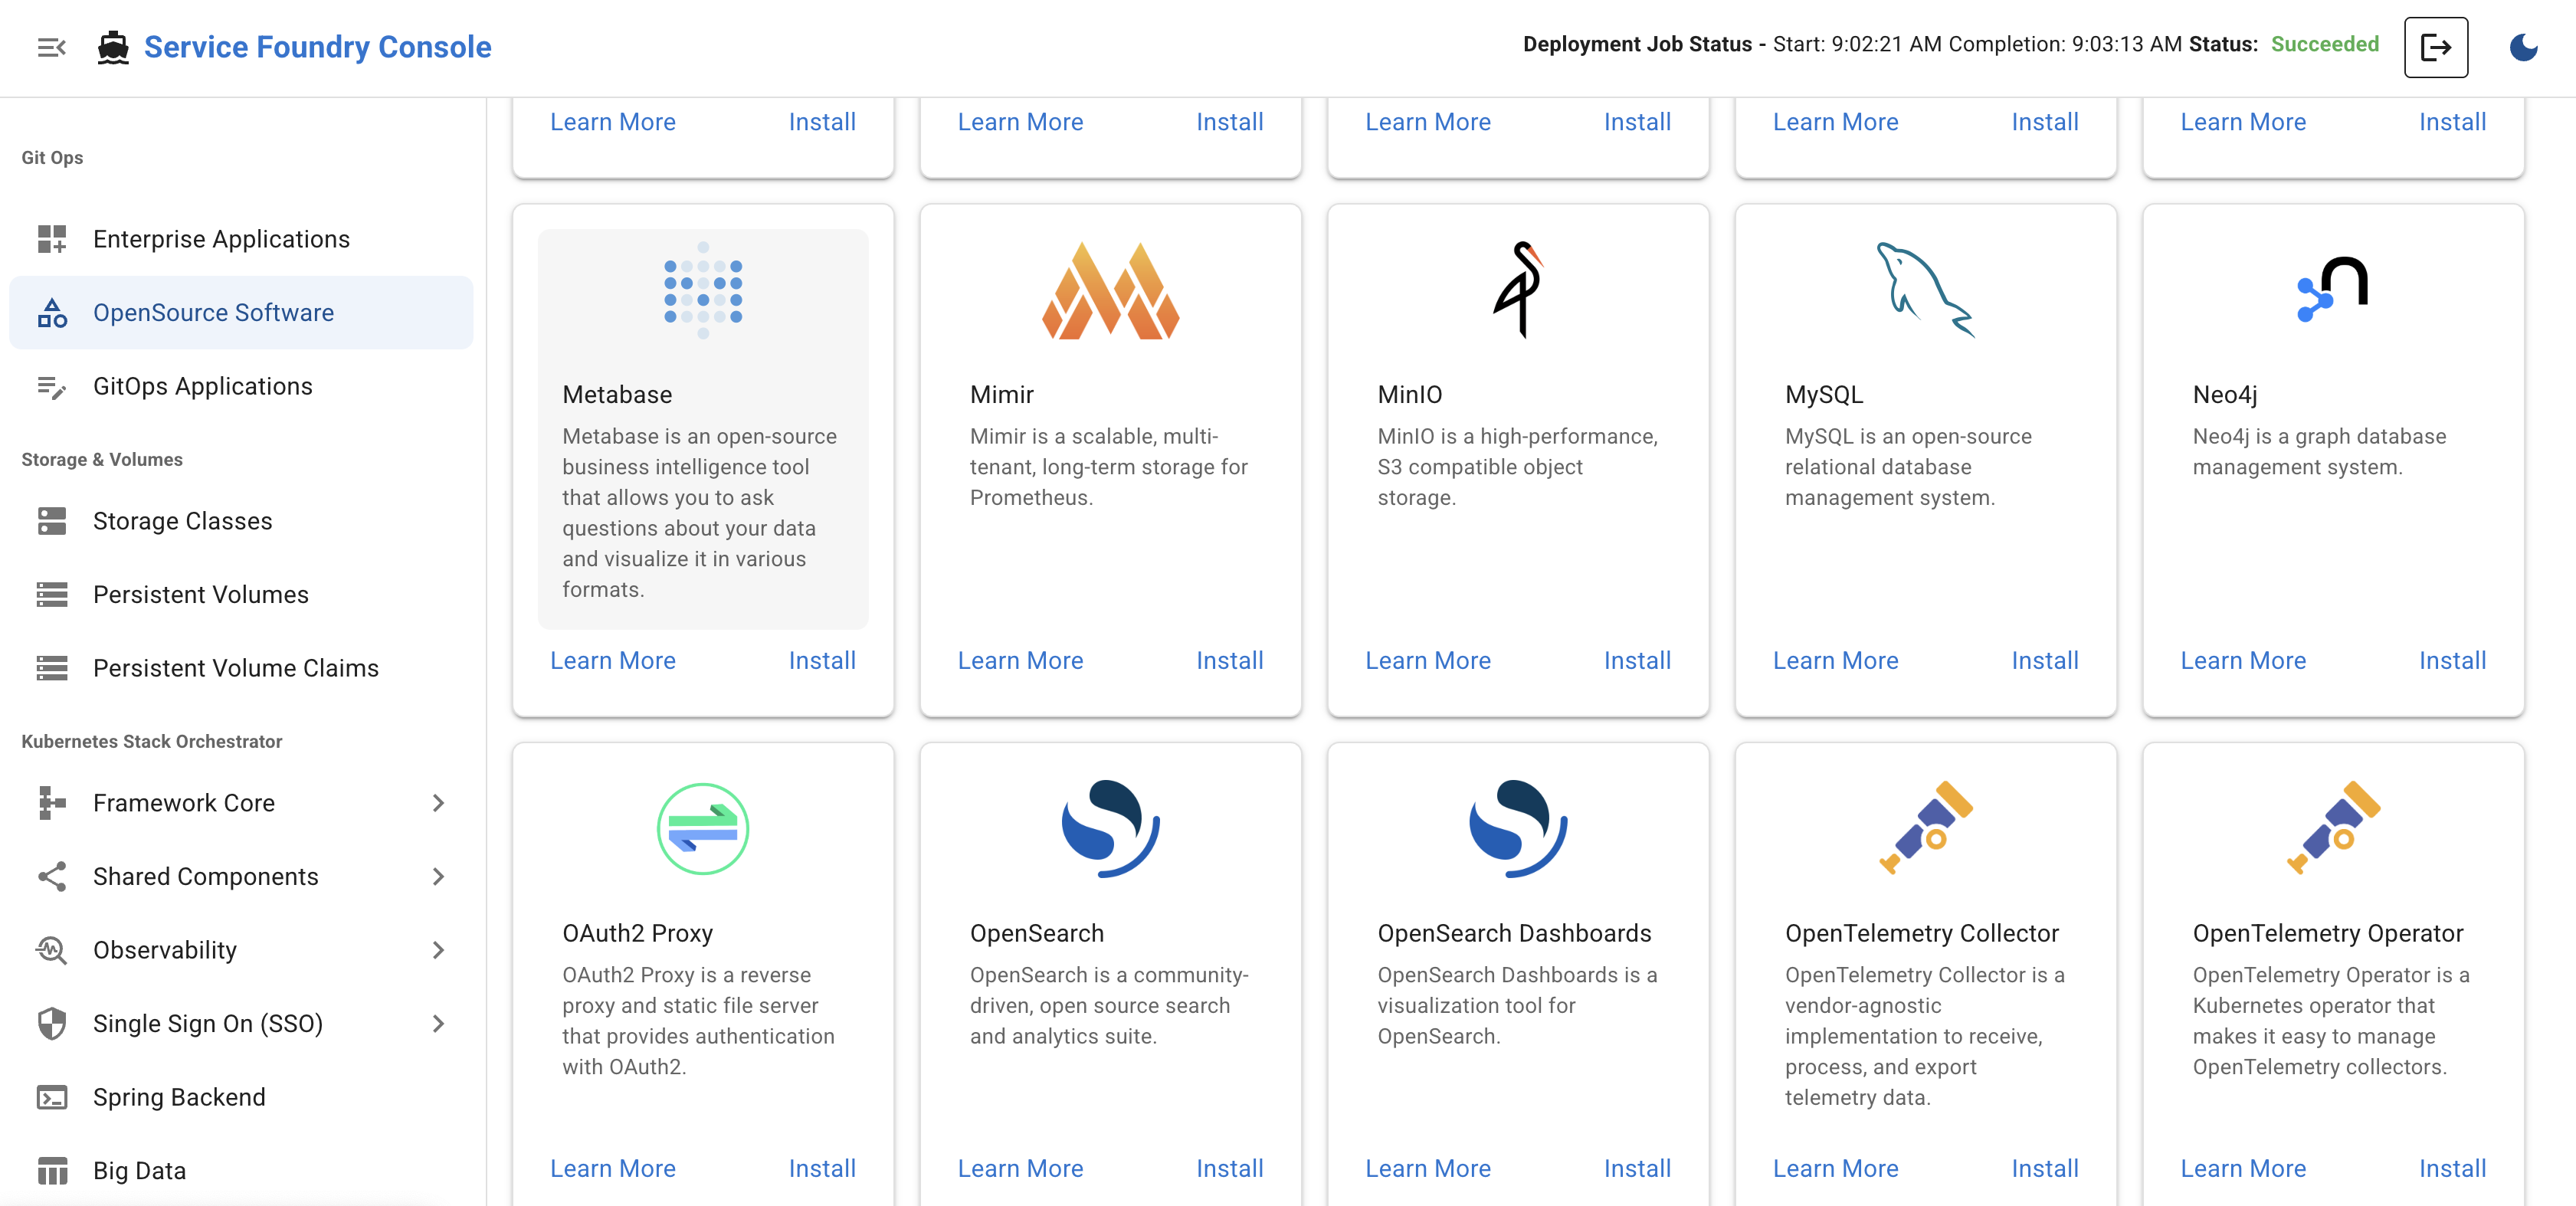 Service Foundry Console
Deployment Job Status - Start: 9:02:21 AM Completion: 9:03:13 AM Status: Succeeded
Git Ops
Enterprise Applications
OpenSource Software
GitOps Applications
Storage & Volumes
Storage Classes
Persistent Volumes
Persistent Volume Claims
Kubernetes Stack Orchestrator
Framework Core
Shared Components
Observability
Single Sign On (SSO)
Spring Backend
Big Data
Learn More Install
Learn More Install
Learn More Install
Learn More Install
Learn More Install
Metabase
Metabase is an open-source
business intelligence tool
that allows you to ask
questions about your data
and visualize it in various
formats.
Learn More Install
Mimir
Mimir is a scalable, multi-
tenant, long-term storage for
Prometheus.
Learn More Install
MinIO
MinIO is a high-performance,
S3 compatible object
storage.
Learn More Install
MySQL
MySQL is an open-source
relational database
management system.
Learn More Install
Neo4j
Neo4j is a graph database
management system.
Learn More Install
OAuth2 Proxy
OAuth2 Proxy is a reverse
proxy and static file server
that provides authentication
with OAuth2.
Learn More Install
OpenSearch
OpenSearch is a community-
driven, open source search
and analytics suite.
Learn More Install
OpenSearch Dashboards
OpenSearch Dashboards is a
visualization tool for
OpenSearch.
Learn More Install
OpenTelemetry Collector
OpenTelemetry Collector is a
vendor-agnostic
implementation to receive,
process, and export
telemetry data.
Learn More Install
OpenTelemetry Operator
OpenTelemetry Operator is a
Kubernetes operator that
makes it easy to manage
OpenTelemetry collectors.
Learn More Install